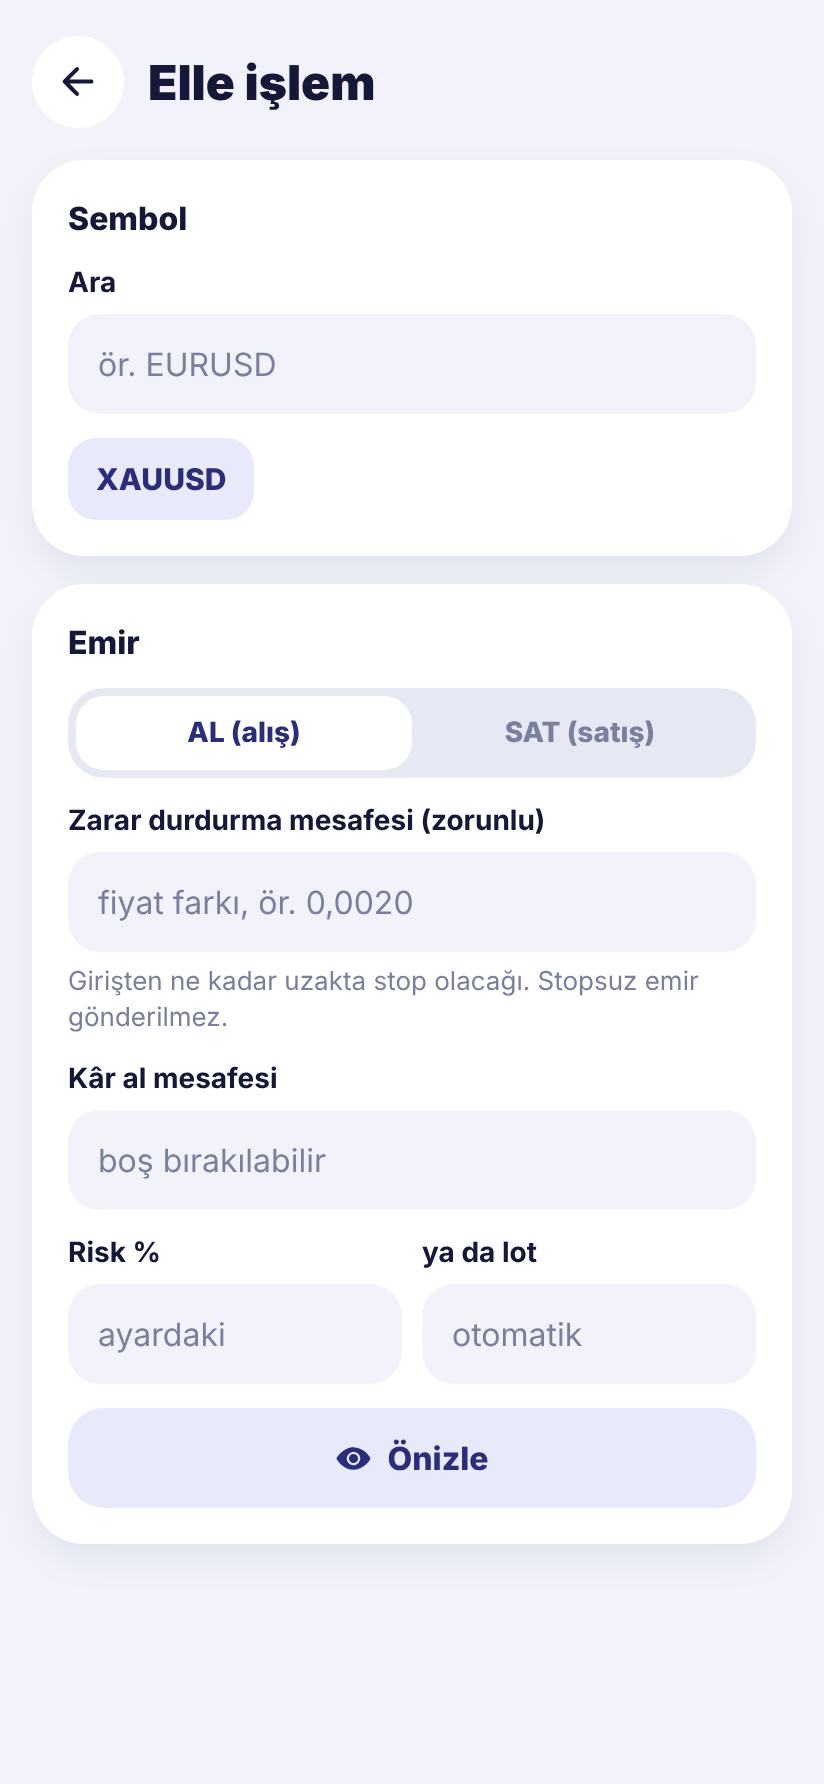 Elle işlem
Sembol
Ara
ör. EURUSD
XAUUSD
Emir
AL (alış)
SAT (satış)
Zarar durdurma mesafesi (zorunlu)
fiyat farkı, ör. 0,0020
Girişten ne kadar uzakta stop olacağı. Stopsuz emir
gönderilmez.
Kâr al mesafesi
boş bırakılabilir
Risk %
ya da lot
ayardaki
otomatik
Önizle